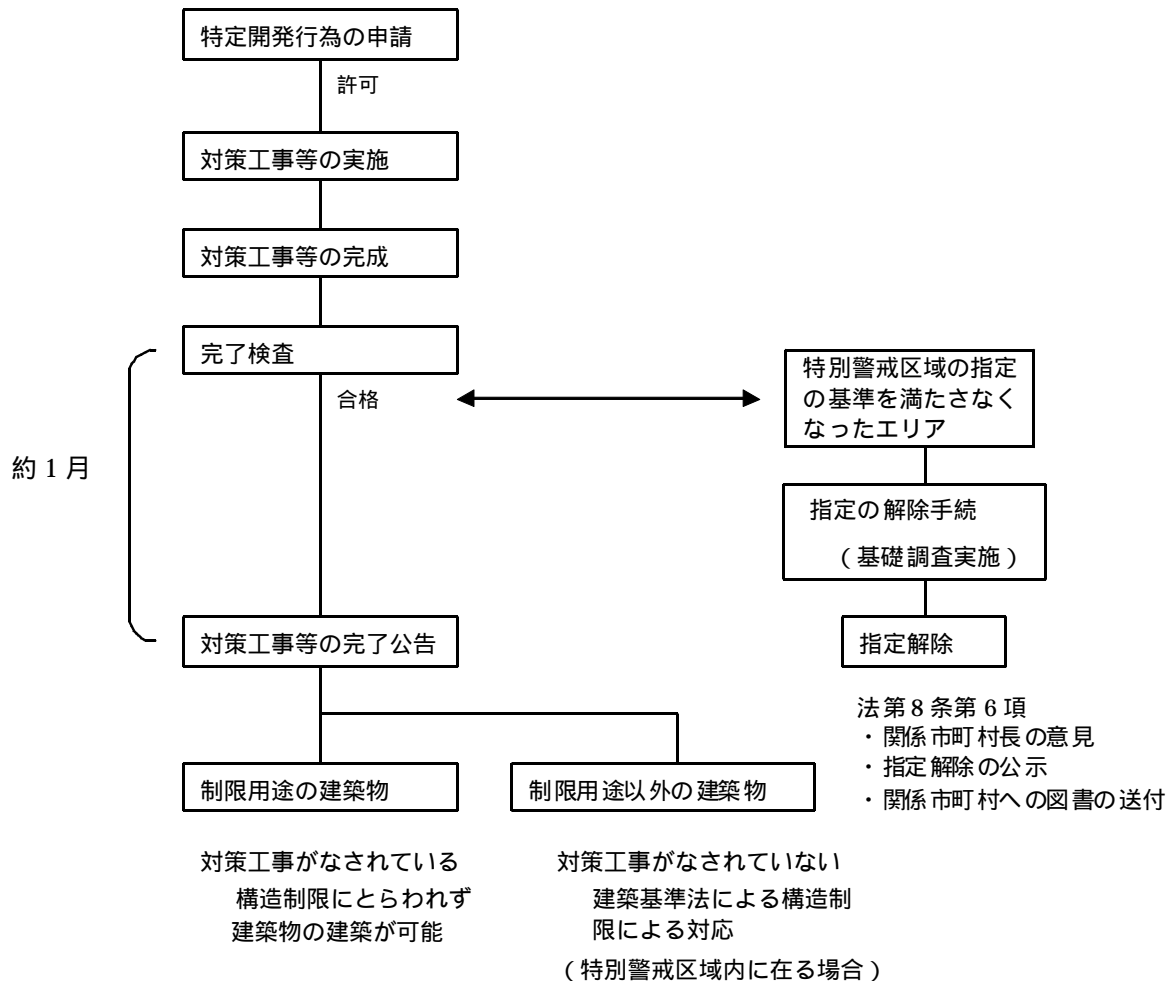 特定開発行為の申請
許可
対策工事等の実施
対策工事等の完成
完了検査
合格
約1月
特別警戒区域の指定
の基準を満たさなく
なったエリア
指定の解除手続
（基礎調査実施）
対策工事等の完了公告
指定解除
法第8条第6項
・関係市町村長の意見
・指定解除の公示
・関係市町村への図書の送付
制限用途の建築物
制限用途以外の建築物
対策工事がなされている
構造制限にとらわれず
建築物の建築が可能
対策工事がなされていない
建築基準法による構造制
限による対応
（特別警戒区域内に在る場合）